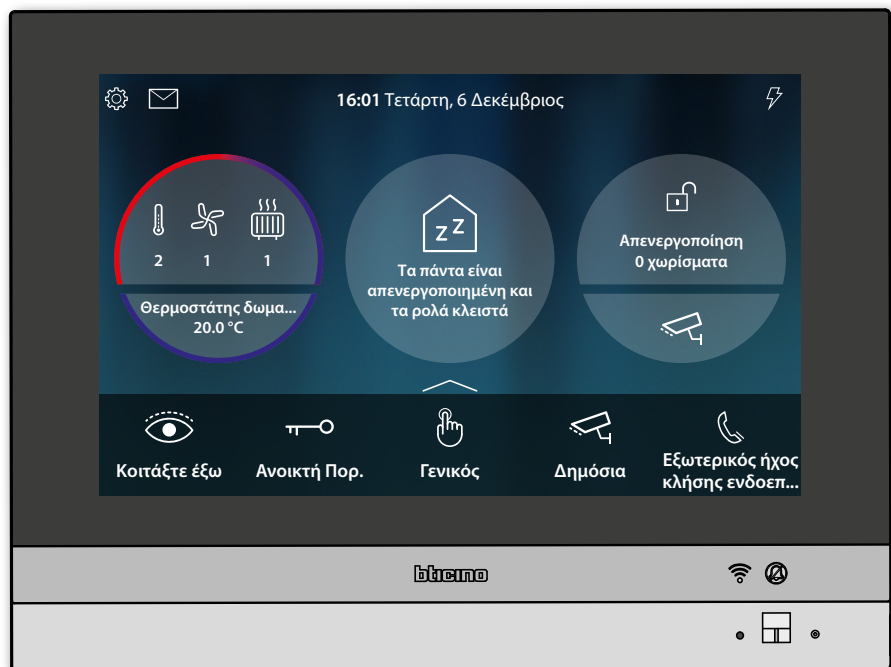 16:01 Τετάρτη, 6 Δεκέμβριος
2 1 1
Θερμοστάτης δωμα...
20.0 °C
z z
Τα πάντα είναι
απενεργοποιημένη και
τα ρολά κλειστά
Απενεργοποίηση
0 χωρίσματα
Κοιτάξτε έξω
Ανοικτή Πορ.
Γενικός
Δημόσια
Εξωτερικός ήχος
κλήσης ενδοεπ...
bticino